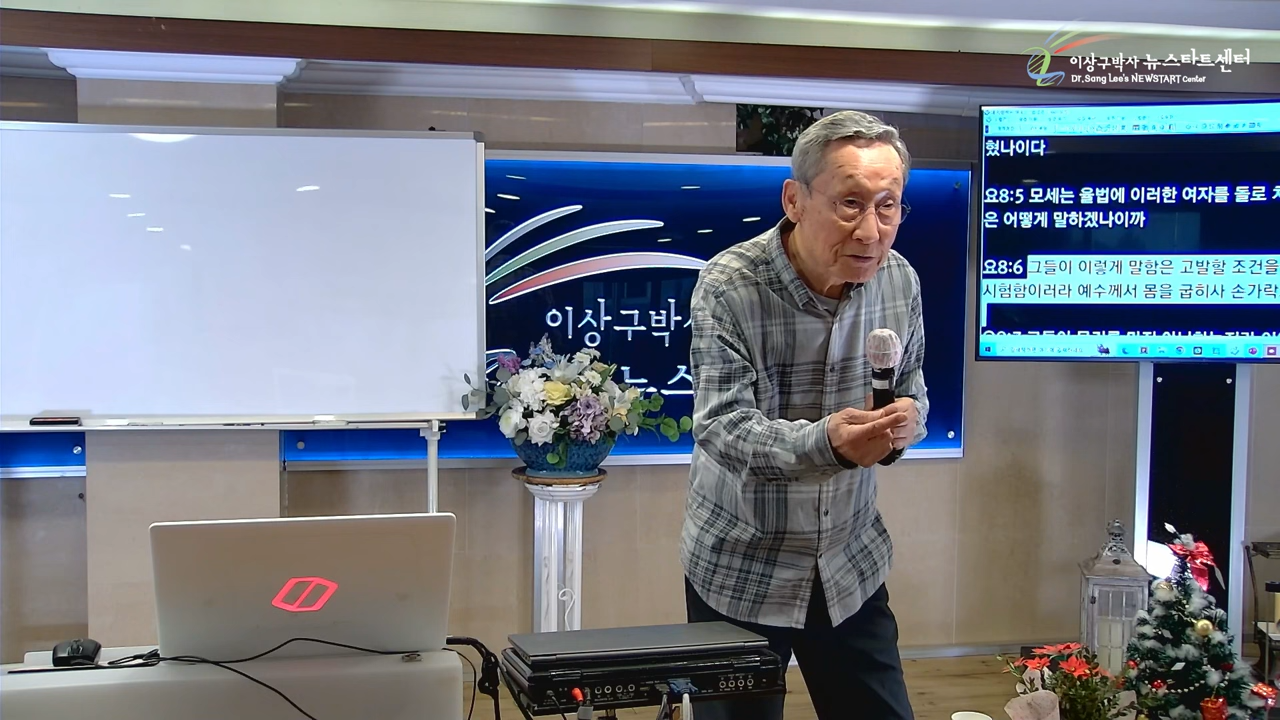 이상구박사 뉴스타트센터
Dr. Sang Lee's NEWSTART Center
혔나이다
요8:5 모세는 율법에 이러한 여자를 돌로
은 어떻게 말하겠나이까
요8:6 그들이 이렇게 말함은 고발할 조건을
시험함이러라 예수께서 몸을 굽히사 손가락
이상구박
뉴.스